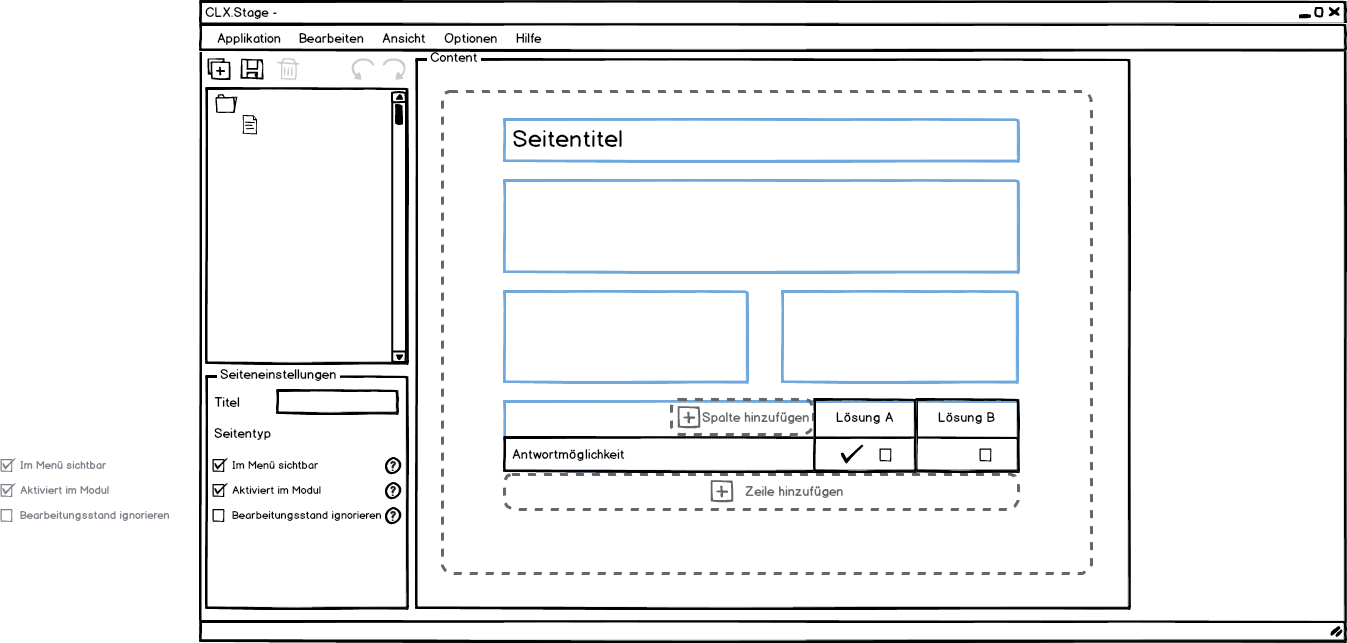 CLX.Stage -
Applikation Bearbeiten Ansicht Optionen Hilfe
Content
Seitentitel
Seiteneinstellungen
Titel
Seitentyp
Im Menü sichtbar
Aktiviert im Modul
Bearbeitungsstand ignorieren
Im Menü sichtbar ?
Aktiviert im Modul ?
Bearbeitungsstand ignorieren ?
Spalte hinzufügen Lösung A Lösung B
Antwortmöglichkeit
Zeile hinzufügen